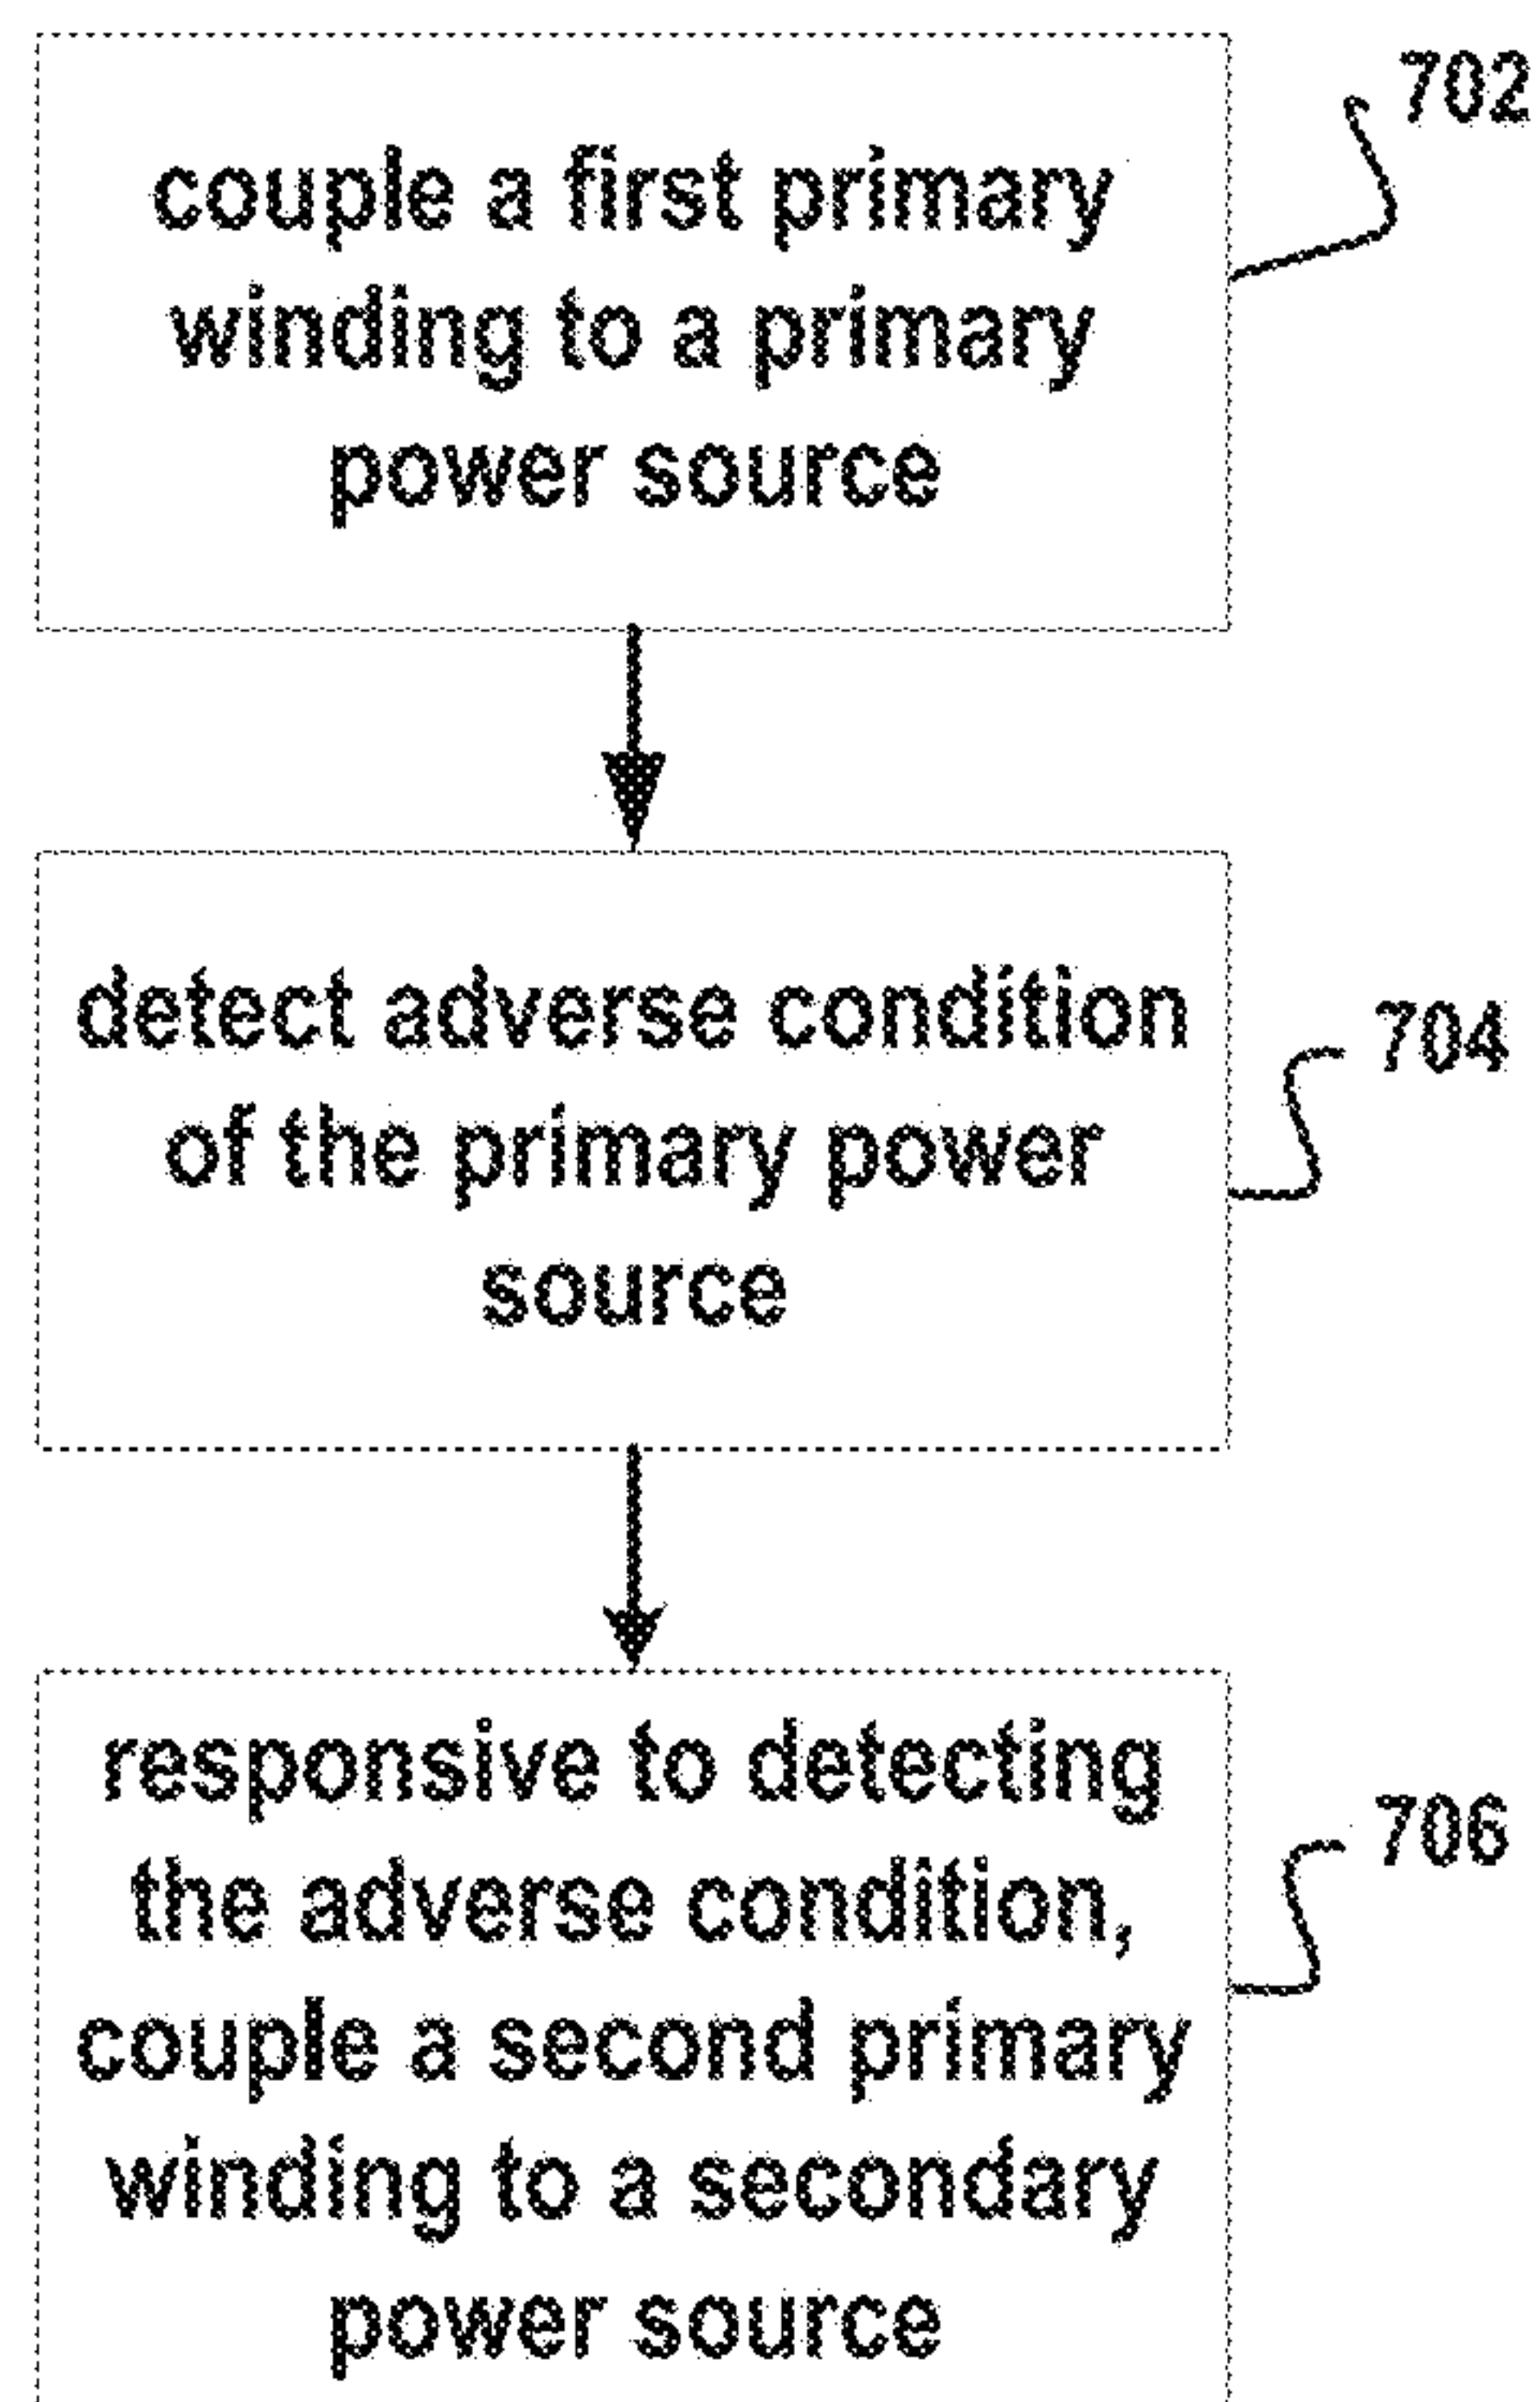 702
couple a first primary
winding to a primary
power source
detect adverse condition
of the primary power
source
704
responsive to detecting
the adverse condition,
couple a second primary
winding to a secondary
power source
706